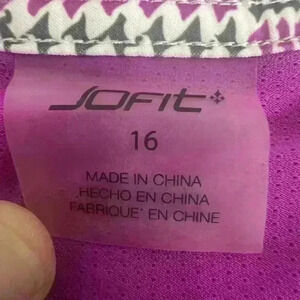 JOFIT
16
MADE IN CHINA
HECHO EN CHINA
FABRIQUE' EN CHINE